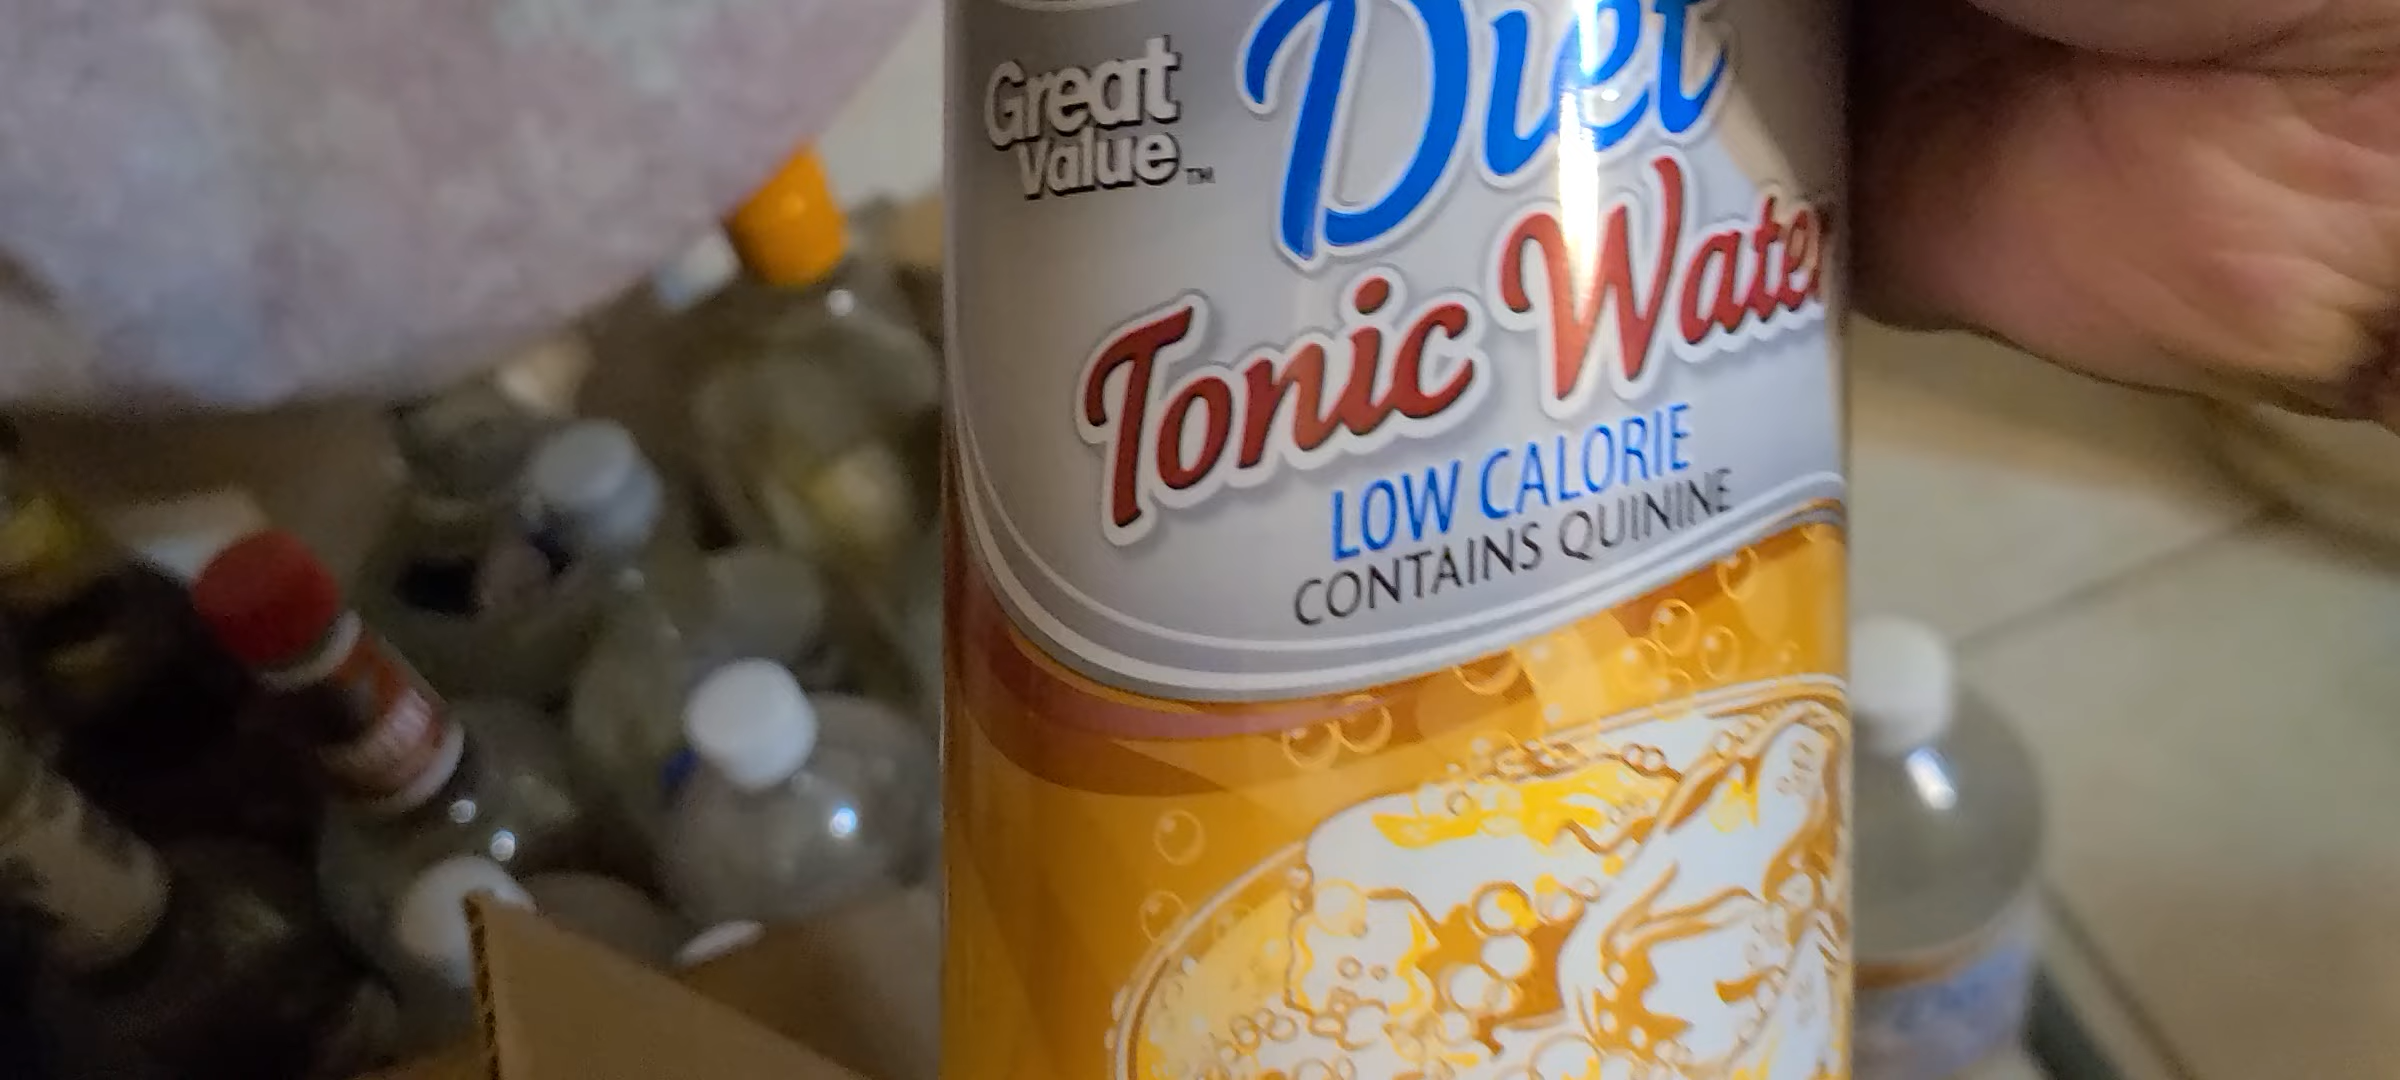 Great
Value™
Diet
Tonic Water
LOW CALORIE
CONTAINS QUININE